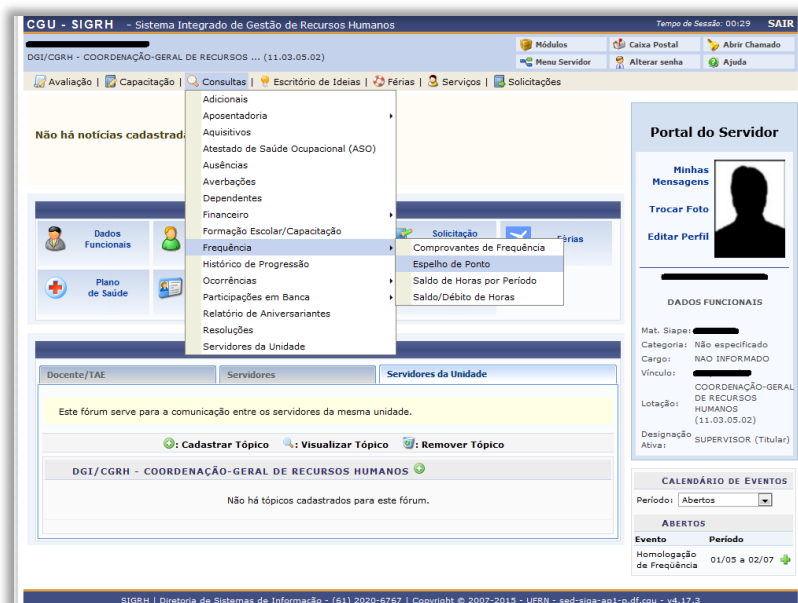 CGU - SIGRH - Sistema Integrado de Gestão de Recursos Humanos
Tempo de Sessão: 00:29 SAIR
DGI/CGRH - COORDENAÇÃO-GERAL DE RECURSOS ... (11.03.05.02)
Módulos
Caixa Postal
Abrir Chamado
Menu Servidor
Alterar senha
Ajuda
Avaliação | Capacitação | Consultas | Escritório de Ideias | Férias | Serviços | Solicitações
Não há notícias cadastrad
Adicionais
Aposentadoria
Aquisitivos
Atestado de Saúde Ocupacional (ASO)
Ausências
Averbações
Dependentes
Financeiro
Formação Escolar/Capacitação
Frequência
Histórico de Progressão
Ocorrências
Participações em Banca
Relatório de Aniversariantes
Resoluções
Servidores da Unidade
Comprovantes de Frequência
Espelho de Ponto
Saldo de Horas por Período
Saldo/Débito de Horas
Dados
Funcionais
Solicitação
Férias
Plano
de Saúde
Docente/TAE
Servidores
Servidores da Unidade
Este fórum serve para a comunicação entre os servidores da mesma unidade.
: Cadastrar Tópico : Visualizar Tópico : Remover Tópico
DGI/CGRH - COORDENAÇÃO-GERAL DE RECURSOS HUMANOS
Não há tópicos cadastrados para este fórum.
Portal do Servidor
Minhas
Mensagens
Trocar Foto
Editar Perfil
DADOS FUNCIONAIS
Mat. Siape:
Categoria: Não especificado
Cargo: NAO INFORMADO
Vínculo:
Lotação: COORDENAÇÃO-GERAL
DE RECURSOS
HUMANOS
(11.03.05.02)
Designação
Ativa: SUPERVISOR (Titular)
CALENDÁRIO DE EVENTOS
Período: Abertos
ABERTOS
Evento Período
Homologação
de Freqüência 01/05 a 02/07
SIGRH | Diretoria de Sistemas de Informação - (61) 2020-6767 | Copyright © 2007-2015 - UFRN - sed-siga-ap1-p.df.cgu - v4.17.3